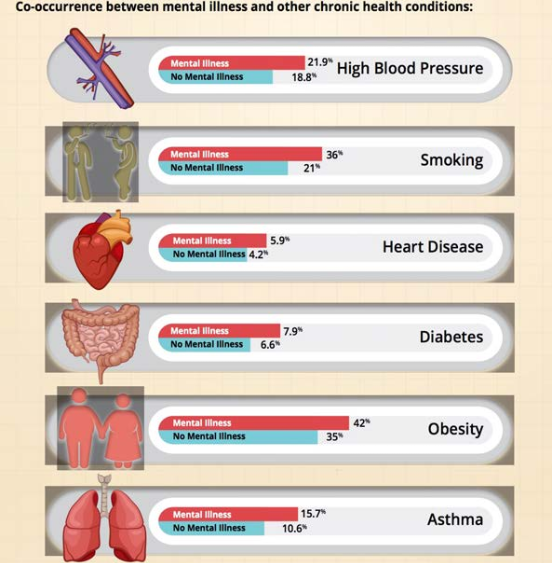 Co-occurrence between mental illness and other chronic health conditions:
Mental Illness 21.9%
No Mental Illness 18.8%
High Blood Pressure
Mental Illness 36%
No Mental Illness 21%
Smoking
Mental Illness 5.9%
No Mental Illness 4.2%
Heart Disease
Mental Illness 7.9%
No Mental Illness 6.6%
Diabetes
Mental Illness 42%
No Mental Illness 35%
Obesity
Mental Illness 15.7%
No Mental Illness 10.6%
Asthma